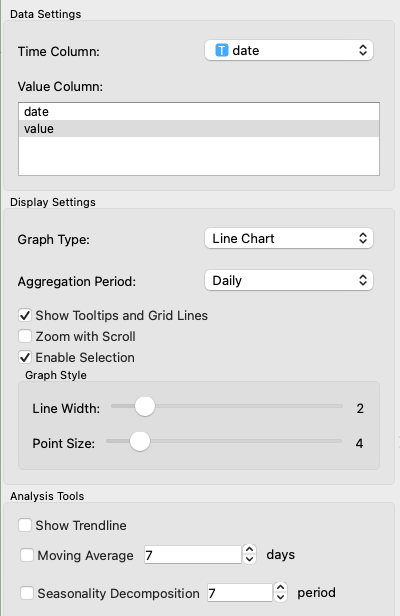 Data Settings
Time Column: T date
Value Column:
date
value
Display Settings
Graph Type: Line Chart
Aggregation Period: Daily
Show Tooltips and Grid Lines
Zoom with Scroll
Enable Selection
Graph Style
Line Width: 2
Point Size: 4
Analysis Tools
Show Trendline
Moving Average 7 days
Seasonality Decomposition 7 period